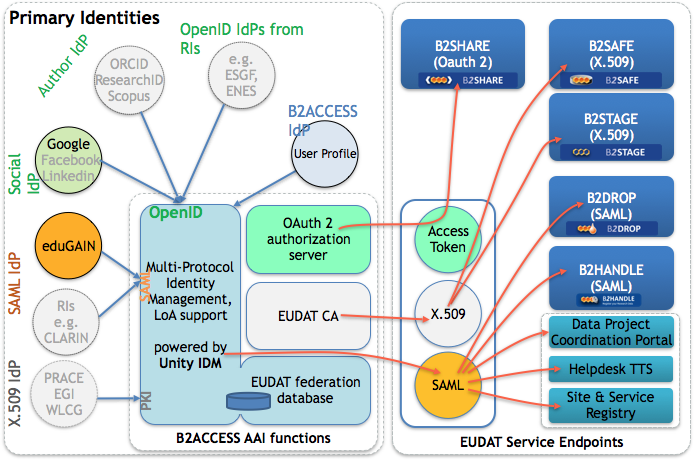 Primary Identities
Author IdP
ORCID
ResearchID
Scopus
OpenID IdPs from
RIs
e.g.
ESGF,
ENES
B2ACCESS
IdP
User Profile
Social
IdP
Google
Facebook
Linkedin
SAML IdP
eduGAIN
RIs
e.g.
CLARIN
X.509 IdP
PRACE
EGI
WLCG
OpenID
SAML
PKI
Multi-Protocol
Identity
Management,
LoA support
powered by
Unity IDM
OAuth 2
authorization
server
EUDAT CA
EUDAT federation
database
B2ACCESS AAI functions
Access
Token
X.509
SAML
B2SHARE
(Oauth 2)
B2SHARE
B2SAFE
(X.509)
B2SAFE
B2STAGE
(X.509)
B2STAGE
B2DROP
(SAML)
B2DROP
B2HANDLE
(SAML)
B2HANDLE
Data Project
Coordination Portal
Helpdesk TTS
Site & Service
Registry
EUDAT Service Endpoints